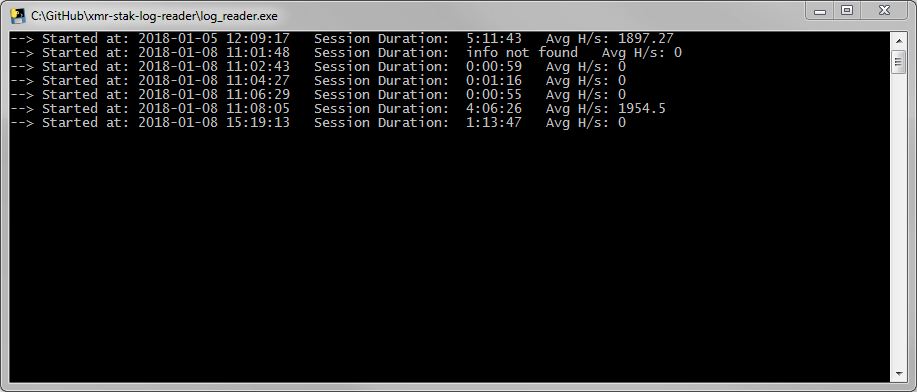 C:\GitHub\xmr-stak-log-reader\log_reader.exe
--> Started at: 2018-01-05 12:09:17   Session Duration:  5:11:43   Avg H/s: 1897.27
--> Started at: 2018-01-08 11:01:48   Session Duration:  info not found   Avg H/s: 0
--> Started at: 2018-01-08 11:02:43   Session Duration:  0:00:59   Avg H/s: 0
--> Started at: 2018-01-08 11:04:27   Session Duration:  0:01:16   Avg H/s: 0
--> Started at: 2018-01-08 11:06:29   Session Duration:  0:00:55   Avg H/s: 0
--> Started at: 2018-01-08 11:08:05   Session Duration:  4:06:26   Avg H/s: 1954.5
--> Started at: 2018-01-08 15:19:13   Session Duration:  1:13:47   Avg H/s: 0